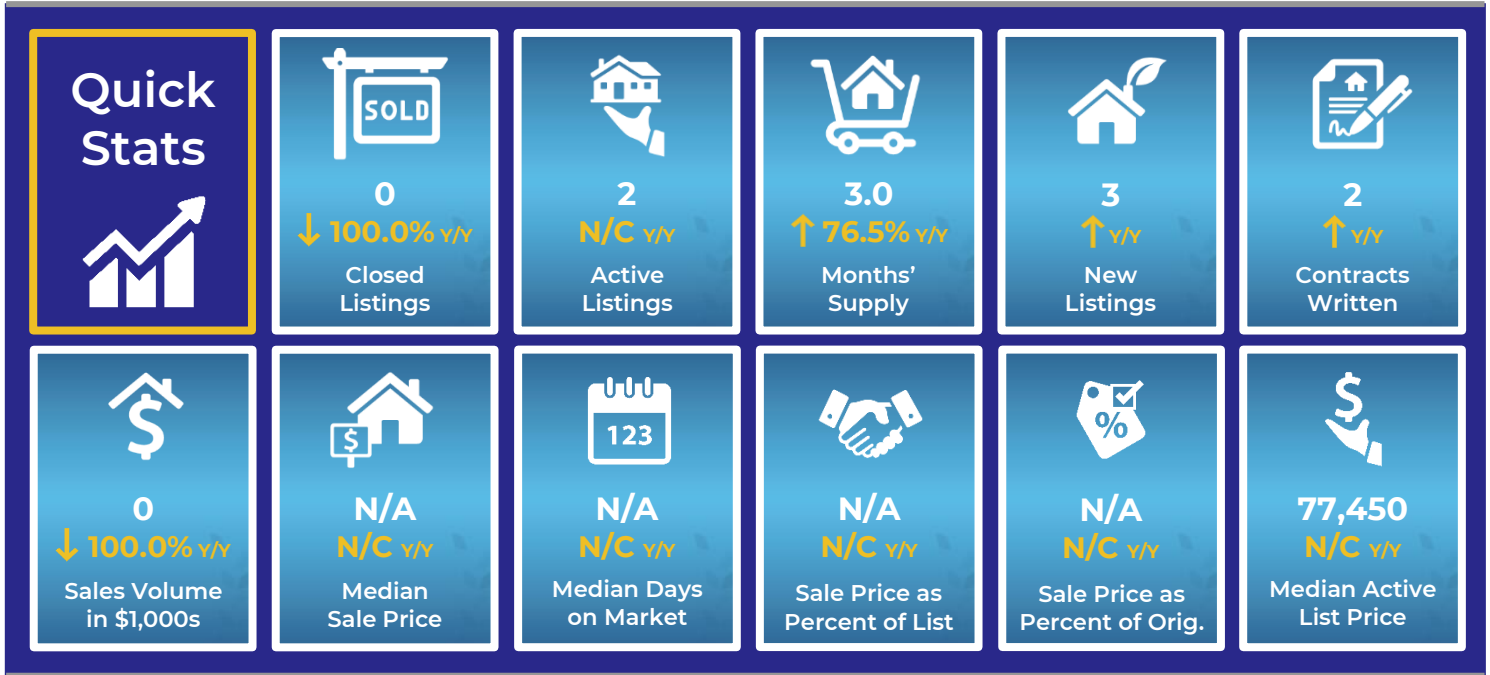 Quick
Stats
SOLD
0
↓ 100.0% Y/Y
Closed
Listings
2
N/C Y/Y
Active
Listings
3.0
↑ 76.5% Y/Y
Months’
Supply
3
↑ Y/Y
New
Listings
2
↑ Y/Y
Contracts
Written
$
0
↓ 100.0% Y/Y
Sales Volume
in $1,000s
$
N/A
N/C Y/Y
Median
Sale Price
123
N/A
N/C Y/Y
Median Days
on Market
N/A
N/C Y/Y
Sale Price as
Percent of List
%
N/A
N/C Y/Y
Sale Price as
Percent of Orig.
$
77,450
N/C Y/Y
Median Active
List Price